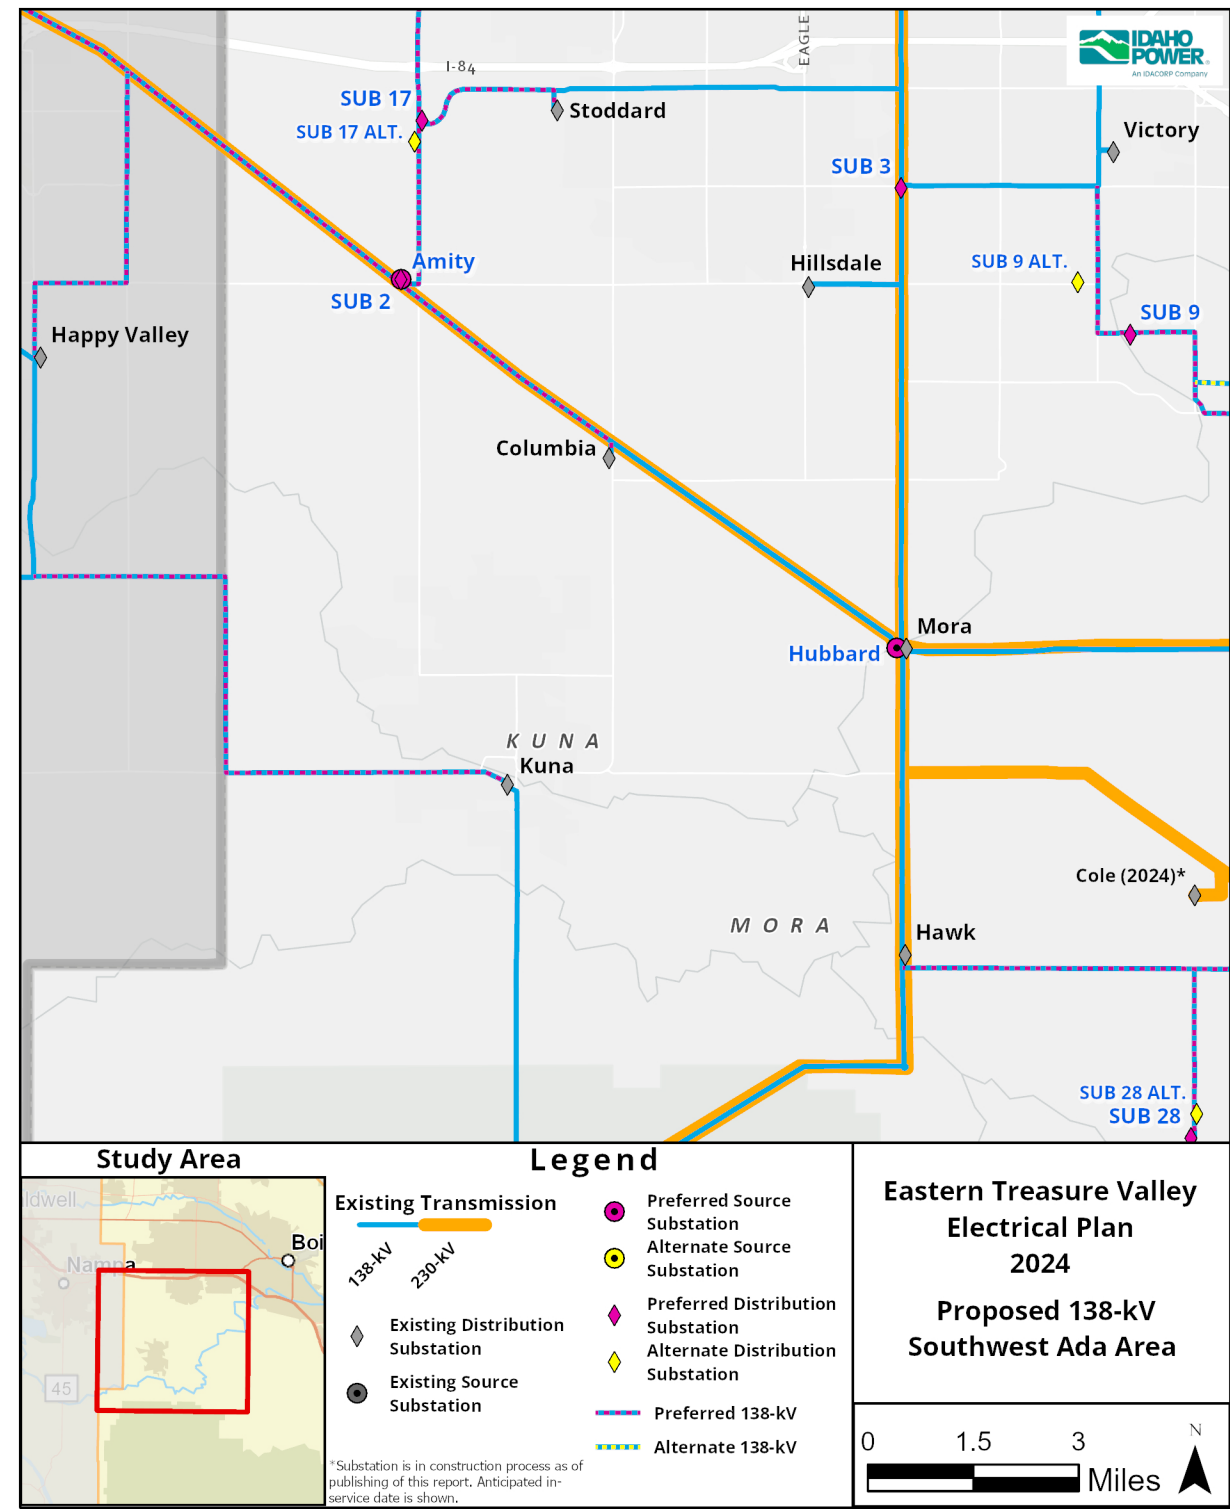 EAGLE
IDAHO
POWER®
An IDACORP Company
I-84
SUB 17
SUB 17 ALT.
Stoddard
Victory
SUB 3
Amity
SUB 2
Hillsdale
SUB 9 ALT.
SUB 9
Happy Valley
Columbia
Mora
Hubbard
KUNA
Kuna
Cole (2024)*
MORA
Hawk
SUB 28 ALT.
SUB 28
Study Area
ldwell
Nampa
Boi
45
Legend
Existing Transmission
138-kV
230-kV
Existing Distribution
Substation
Existing Source
Substation
*Substation is in construction process as of
publishing of this report. Anticipated in-
service date is shown.
Preferred Source
Substation
Alternate Source
Substation
Preferred Distribution
Substation
Alternate Distribution
Substation
Preferred 138-kV
Alternate 138-kV
Eastern Treasure Valley
Electrical Plan
2024
Proposed 138-kV
Southwest Ada Area
0 1.5 3
Miles
N